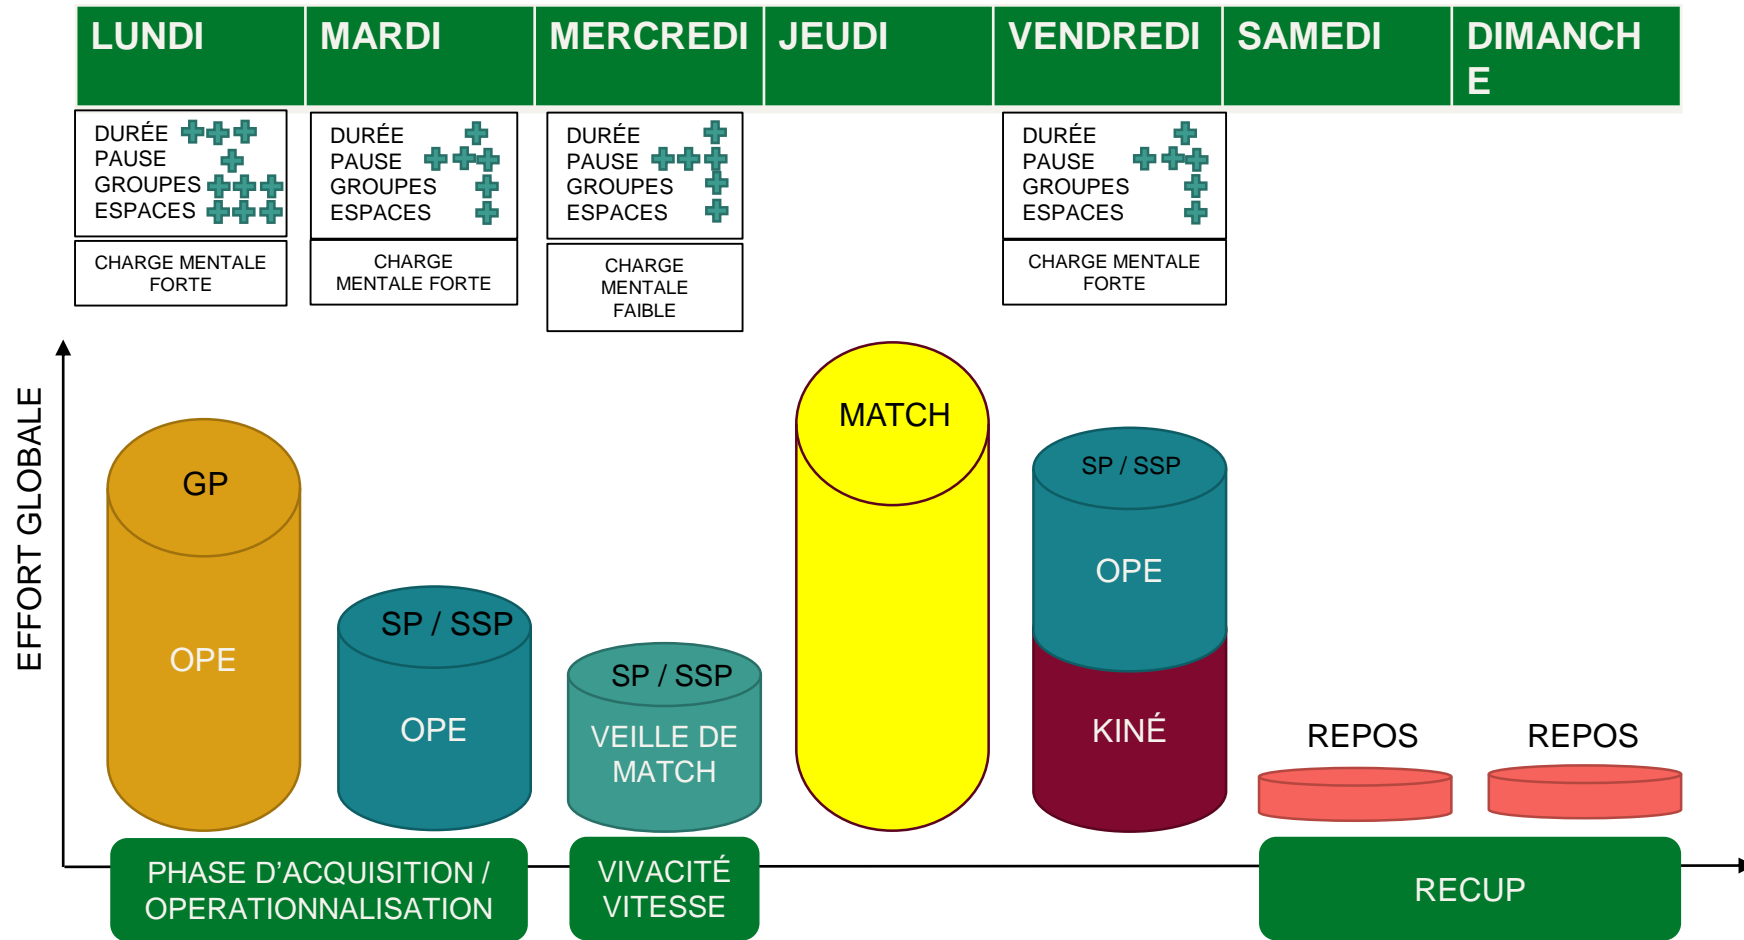 LUNDI
MARDI
MERCREDI
JEUDI
VENDREDI
SAMEDI
DIMANCH
E
DURÉE
PAUSE
GROUPES
ESPACES
CHARGE MENTALE
FORTE
DURÉE
PAUSE
GROUPES
ESPACES
CHARGE
MENTALE FORTE
DURÉE
PAUSE
GROUPES
ESPACES
CHARGE
MENTALE
FAIBLE
DURÉE
PAUSE
GROUPES
ESPACES
CHARGE MENTALE
FORTE
EFFORT GLOBALE
GP
OPE
SP / SSP
OPE
SP / SSP
VEILLE DE
MATCH
MATCH
SP / SSP
OPE
KINÉ
REPOS
REPOS
PHASE D'ACQUISITION /
OPERATIONNALISATION
VIVACITÉ
VITESSE
RECUP